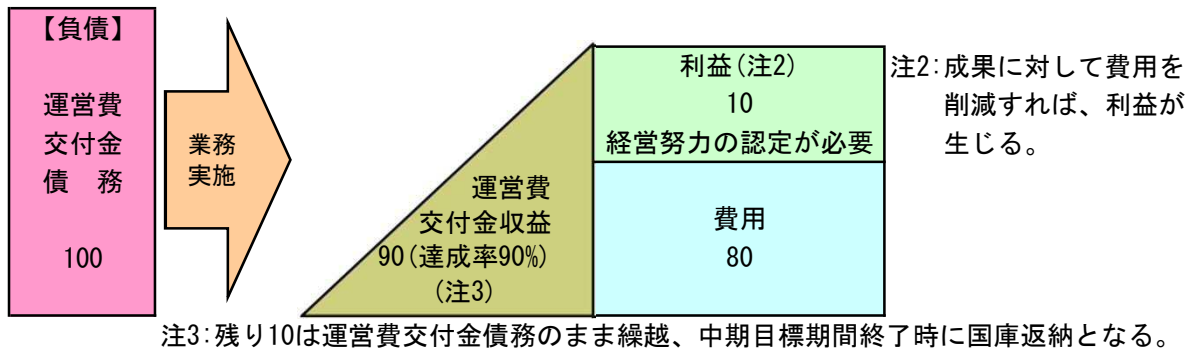 【負債】
運営費
交付金
債　務
100
業務
実施
運営費
交付金収益
90(達成率90%)
(注3)
利益(注2)
10
経営努力の認定が必要
費用
80
注2:成果に対して費用を
削減すれば、利益が
生じる。
注3:残り10は運営費交付金債務のまま繰越、中期目標期間終了時に国庫返納となる。